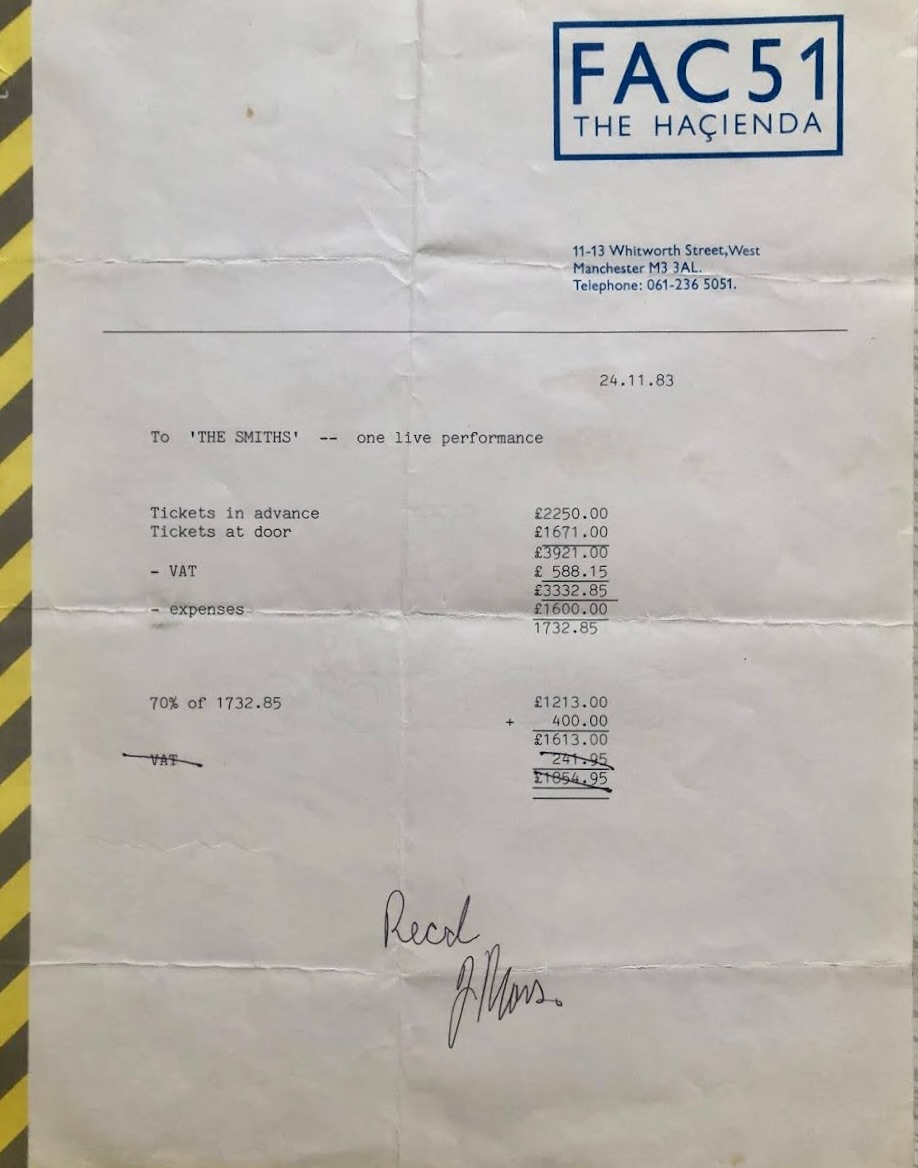 FAC 51
THE HAÇIENDA
11-13 Whitworth Street,West
Manchester M3 3AL.
Telephone: 061-236 5051.
24.11.83
To 'THE SMITHS' -- one live performance
Tickets in advance £2250.00
Tickets at door £1671.00
£3921.00
- VAT £ 588.15
£3332.85
- expenses £1600.00
1732.85
70% of 1732.85 £1213.00
+ 400.00
£1613.00
VAT 241.95
£1854.95
Recd